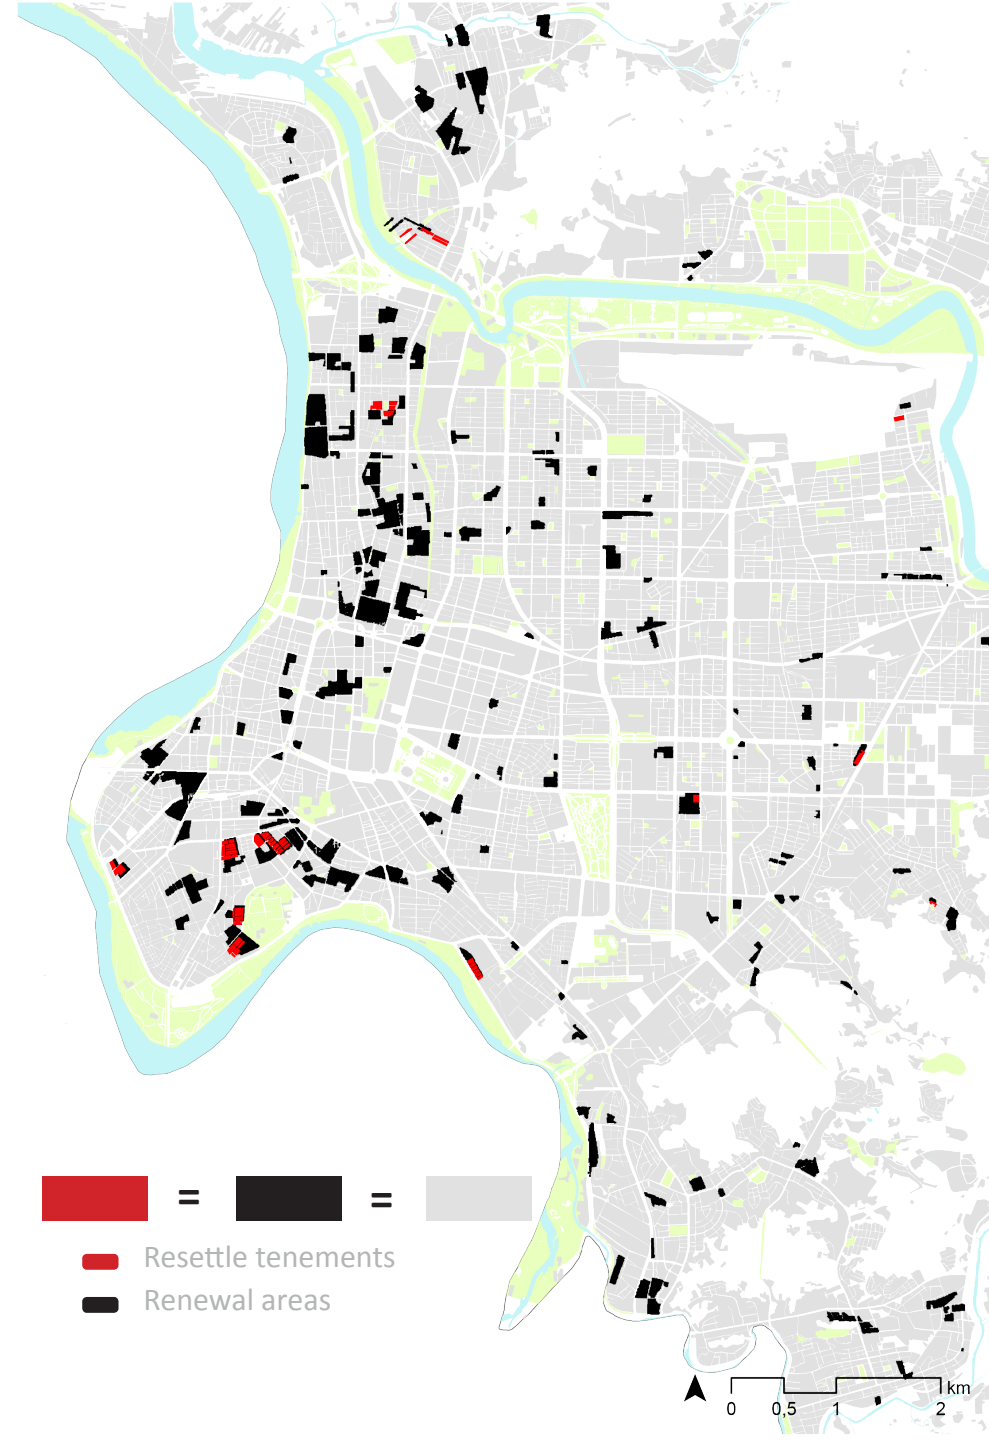 = =
Resettle tenements
Renewal areas
km
0 0,5 1 2